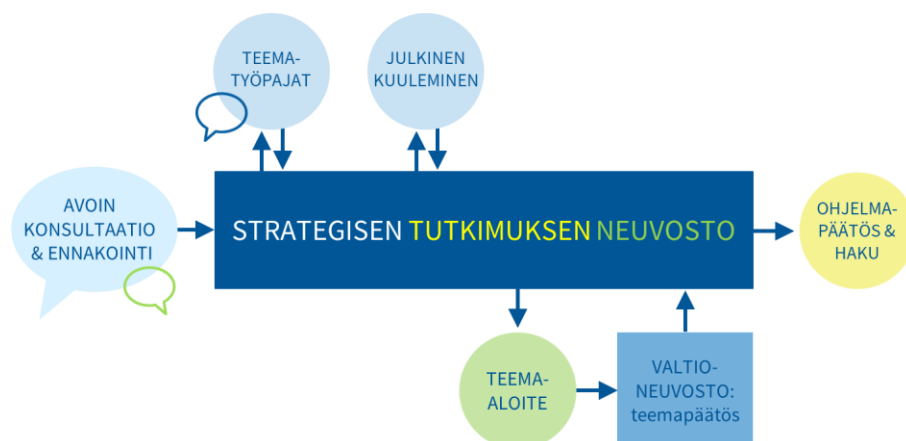 TEEMA-
TYÖPAJAT
JULKINEN
KUULEMINEN
AVOIN
KONSULTAATIO
& ENNAKOINTI
STRATEGISEN TUTKIMUKSEN NEUVOSTO
OHJELMA-
PÄÄTÖS &
HAKU
TEEMA-
ALOITE
VALTIO-
NEUVOSTO:
teemapäätös